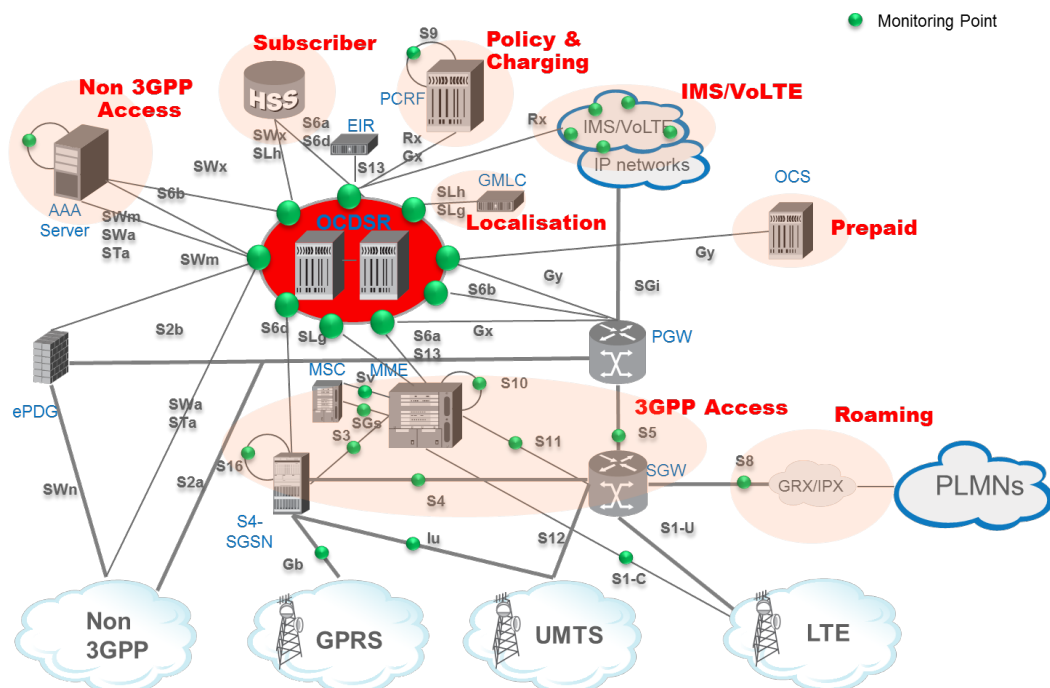 Monitoring Point
S9
Policy &
Charging
Subscriber
Non 3GPP
Access
HSS
PCRF
IMS/VoLTE
S6a
S6d
EIR
SWx
SLh
Rx
Gx
Rx
IMS/VoLTE
IP networks
S13
SWx
S6b
GMLC
SLh
SLg
OCS
AAA
Server
SWm
SWa
STa
OCDSR
Localisation
Prepaid
SWm
Gy
Gy
S6b
SGi
S2b
S6d
SLg
S6a
S13
Gx
PGW
MSC
MME
Sv
S10
ePDG
SWa
STa
SGs
S3
3GPP Access
Roaming
S11
S5
S16
S2a
SWn
S4
SGW
S8
GRX/IPX
PLMNs
S4-
SGSN
Iu
S12
S1-U
Gb
S1-C
Non
3GPP
GPRS
UMTS
LTE